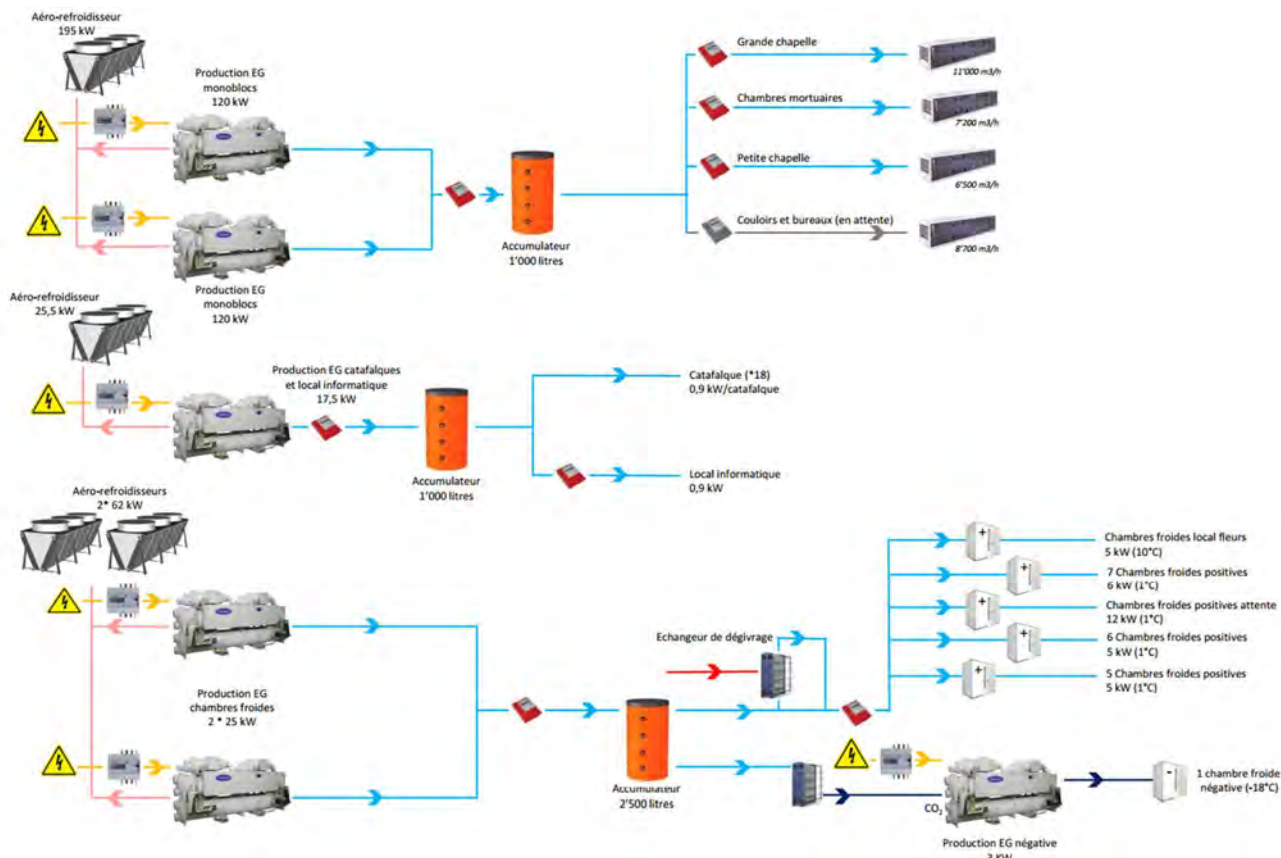 Aéro-refroidisseur
195 kW
Production EG
monoblocs
120 kW
Production EG
monoblocs
120 kW
Accumulateur
1'000 litres
Grande chapelle
11'000 m3/h
Chambres mortuaires
7'200 m3/h
Petite chapelle
6'500 m3/h
Couloirs et bureaux (en attente)
8'700 m3/h
Aéro-refroidisseur
25,5 kW
Production EG catafalques
et local informatique
17,5 kW
Accumulateur
1'000 litres
Catafalque (*18)
0,9 kW/catafalque
Local informatique
0,9 kW
Aéro-refroidisseurs
2* 62 kW
Production EG
chambres froides
2 * 25 kW
Accumulateur
2'500 litres
Echangeur de dégivrage
Chambres froides local fleurs
5 kW (10°C)
7 Chambres froides positives
6 kW (1°C)
Chambres froides positives attente
12 kW (1°C)
6 Chambres froides positives
5 kW (1°C)
5 Chambres froides positives
5 kW (1°C)
CO2
1 chambre froide
négative (-18°C)
Production EG négative
3 KW